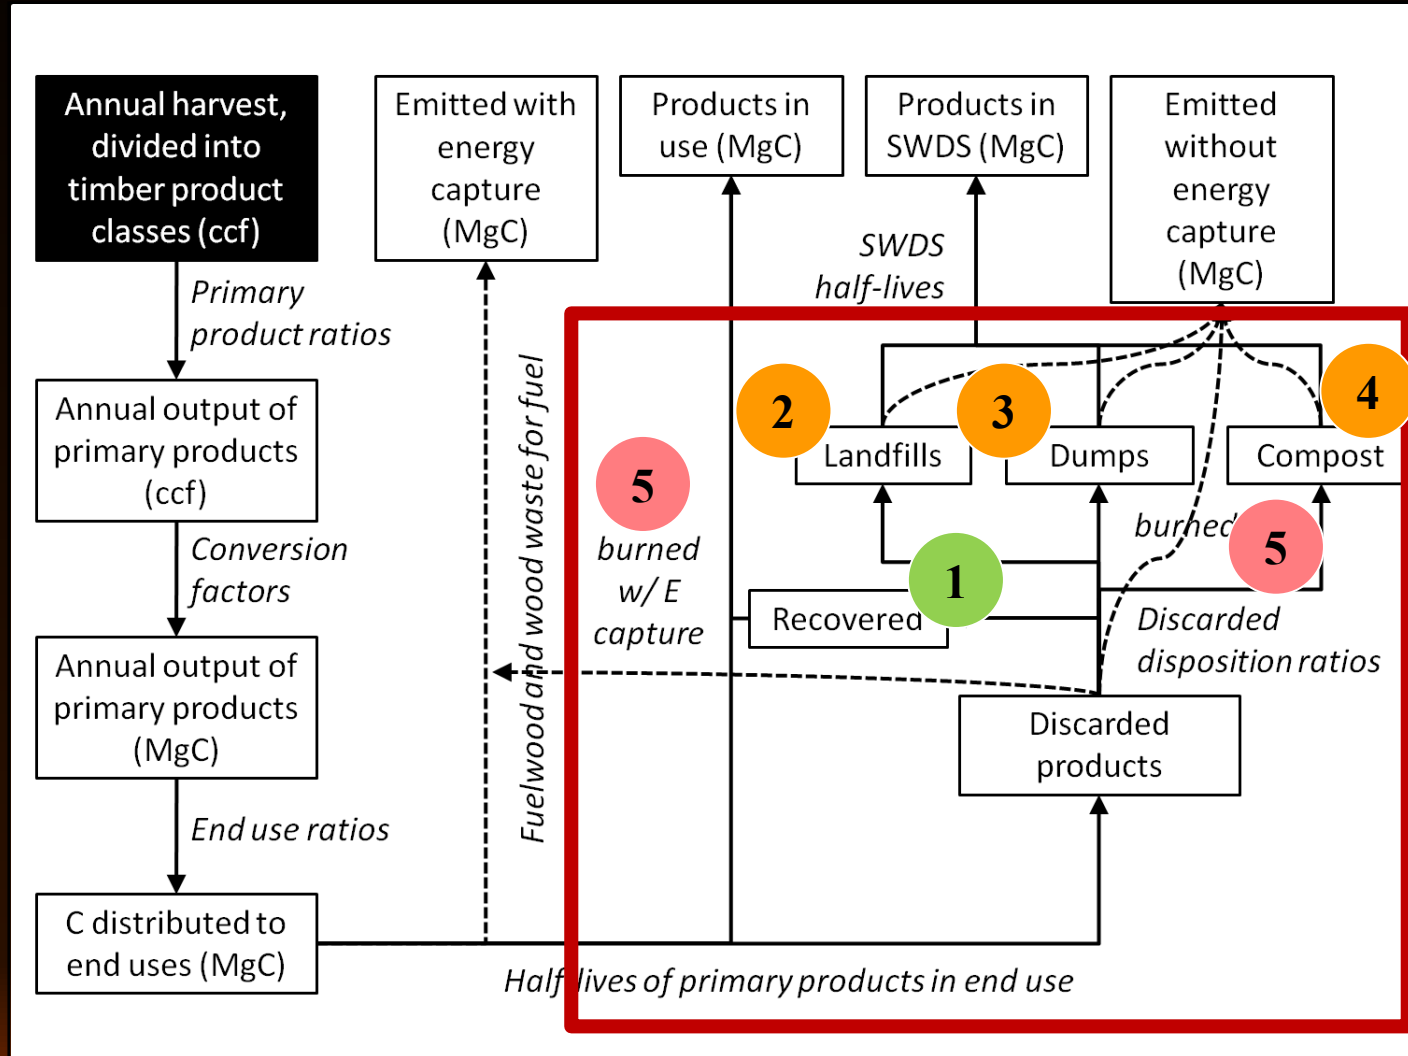 Annual harvest,
divided into
timber product
classes (ccf)
Emitted with
energy
capture
(MgC)
Products in
use (MgC)
Products in
SWDS (MgC)
Emitted
without
energy
capture
(MgC)
Primary
product ratios
SWDS
half-lives
Annual output of
primary products
(ccf)
Fuelwood and wood waste for fuel
2
3
4
Landfills
Dumps
Compost
5
burned
w/ E
capture
burned
5
1
Recovered
Discarded
disposition ratios
Conversion
factors
Annual output of
primary products
(MgC)
Discarded
products
End use ratios
C distributed to
end uses (MgC)
Half-lives of primary products in end use